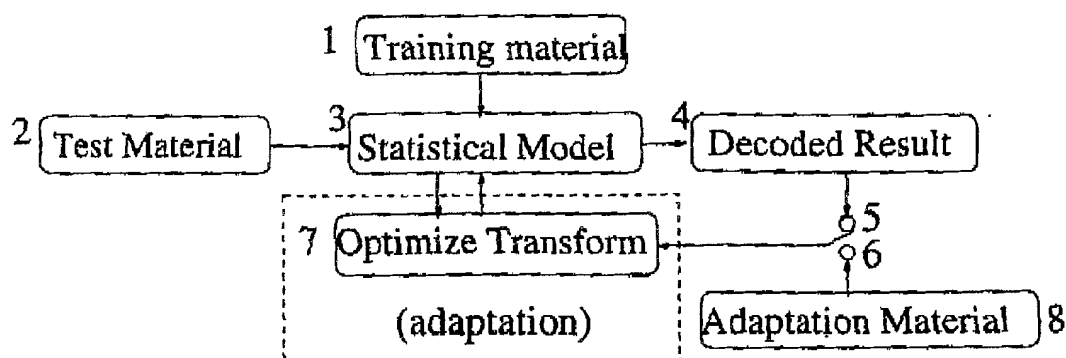 1 Training material
2 Test Material
3 Statistical Model
4 Decoded Result
5
6
7 Optimize Transform
(adaptation)
Adaptation Material 8